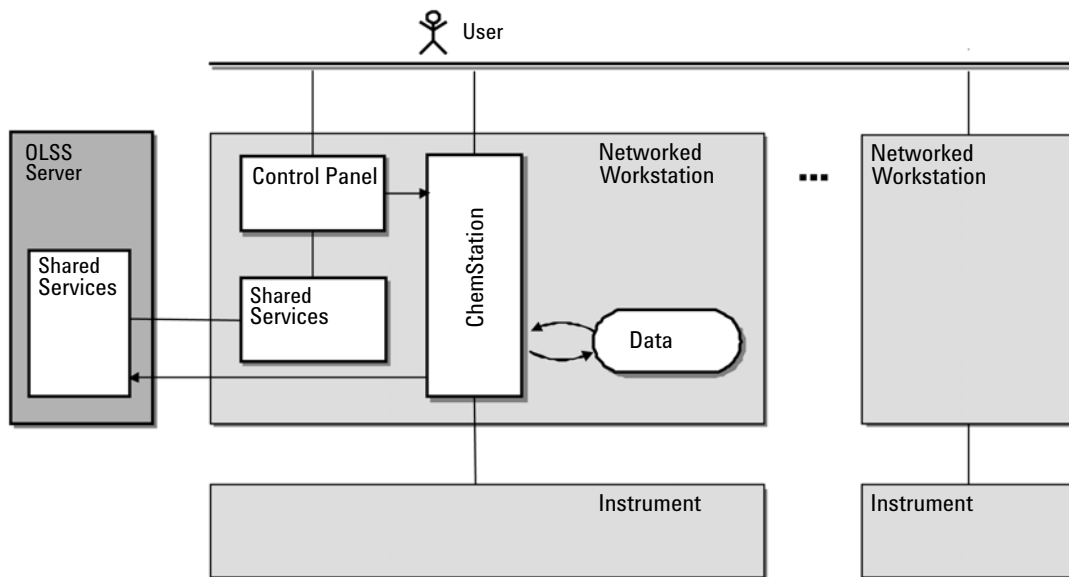 User
OLSS
Server
Shared
Services
Control Panel
Shared
Services
ChemStation
Networked
Workstation
Data
...
Networked
Workstation
Instrument
Instrument